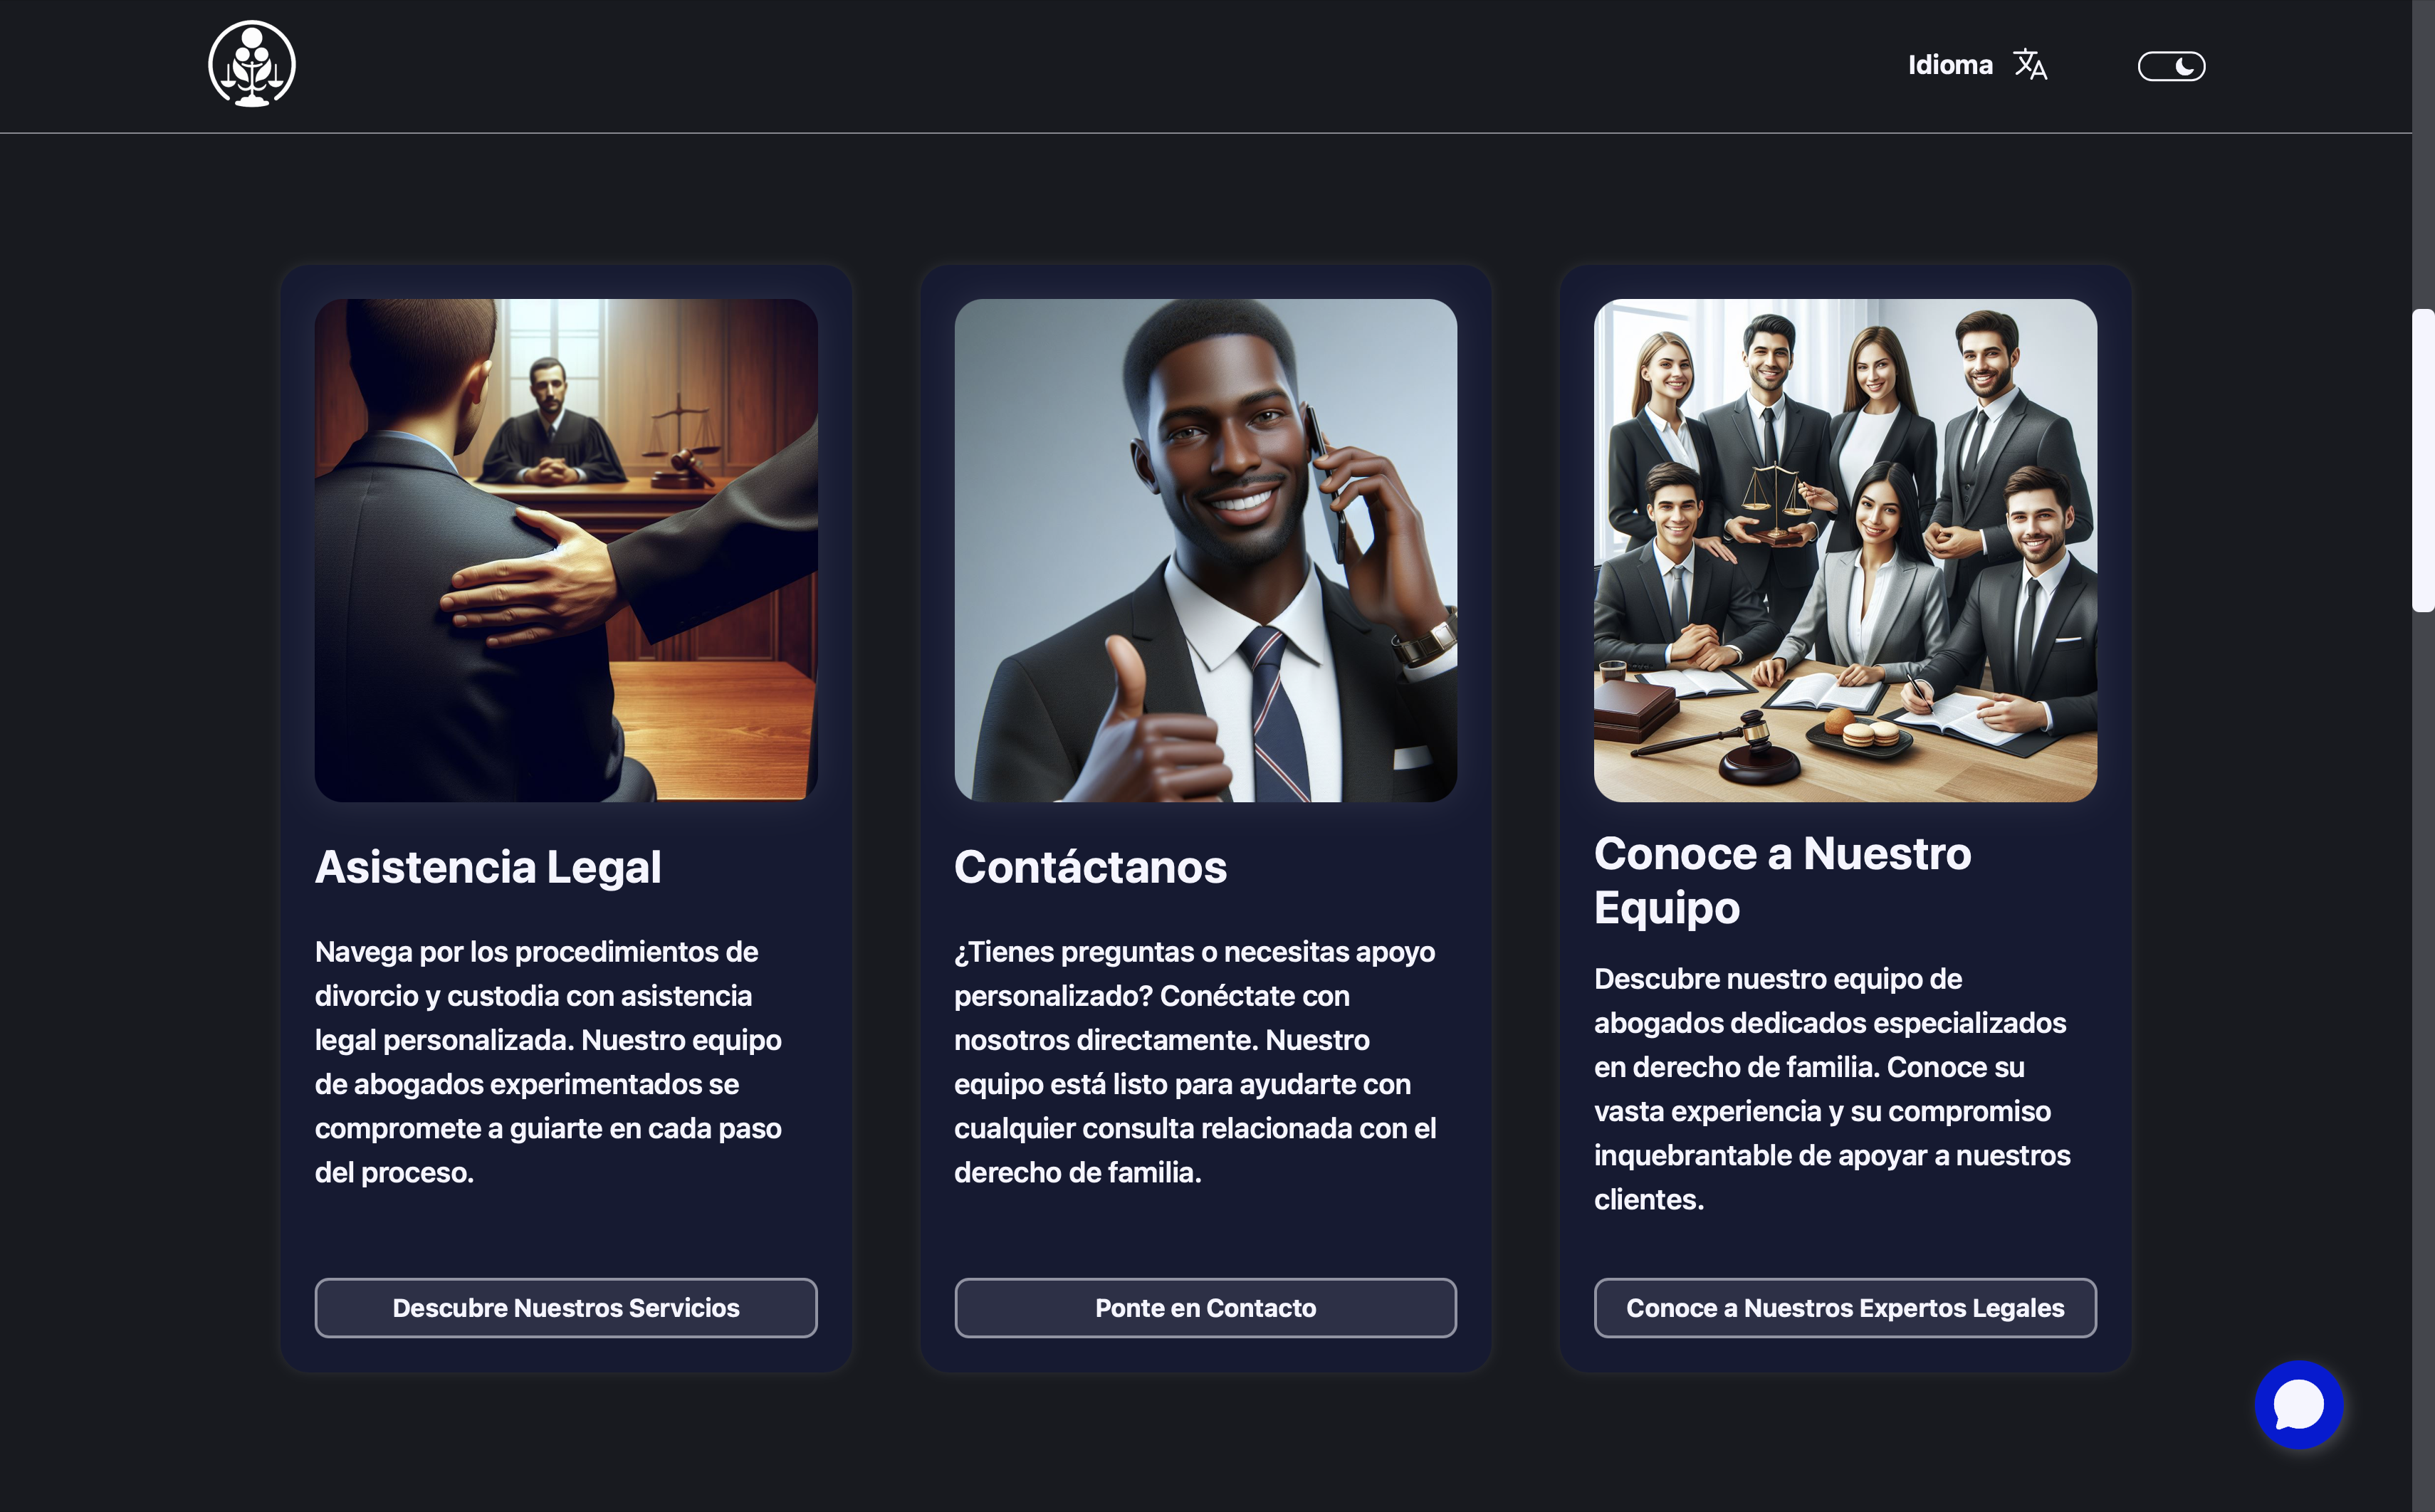 Idioma
Asistencia Legal
Navega por los procedimientos de
divorcio y custodia con asistencia
legal personalizada. Nuestro equipo
de abogados experimentados se
compromete a guiarte en cada paso
del proceso.
Descubre Nuestros Servicios
Contáctanos
¿Tienes preguntas o necesitas apoyo
personalizado? Conéctate con
nosotros directamente. Nuestro
equipo está listo para ayudarte con
cualquier consulta relacionada con el
derecho de familia.
Ponte en Contacto
Conoce a Nuestro
Equipo
Descubre nuestro equipo de
abogados dedicados especializados
en derecho de familia. Conoce su
vasta experiencia y su compromiso
inquebrantable de apoyar a nuestros
clientes.
Conoce a Nuestros Expertos Legales